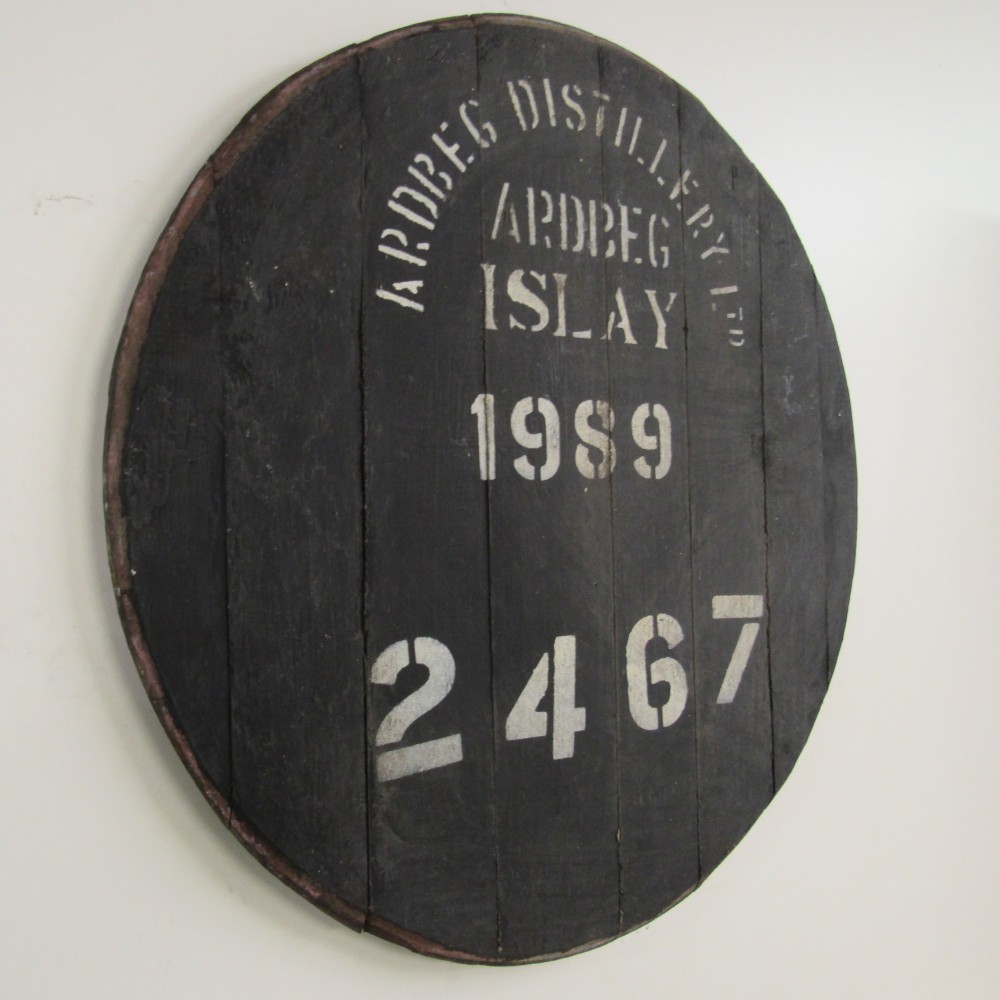 ARDBEG DISTILLERY LTD
ARDBEG
ISLAY
1989
2467